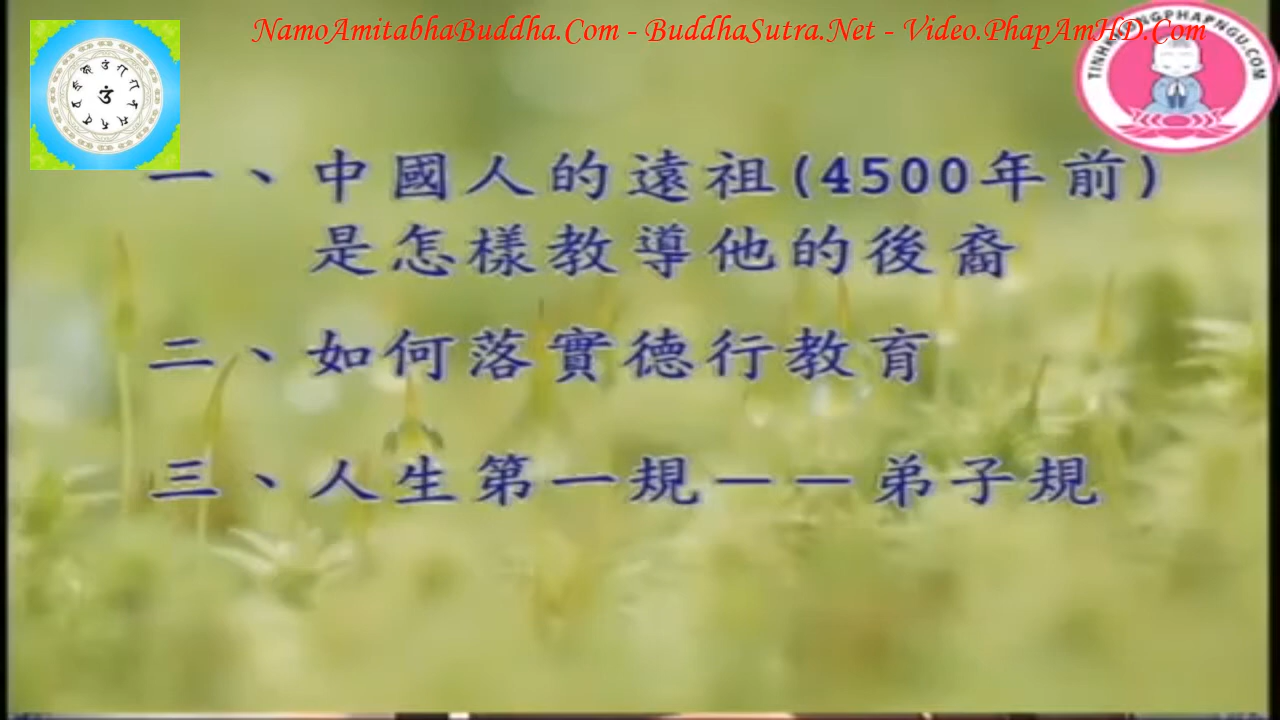 NamoAmitabhaBuddha.Com - BuddhaSutra.Net - Video.PhapAmHD.Com
一、中國人的遠祖(4500年前)
是怎樣教導他的後裔
二、如何落實德行教育
三、人生第一規——弟子規